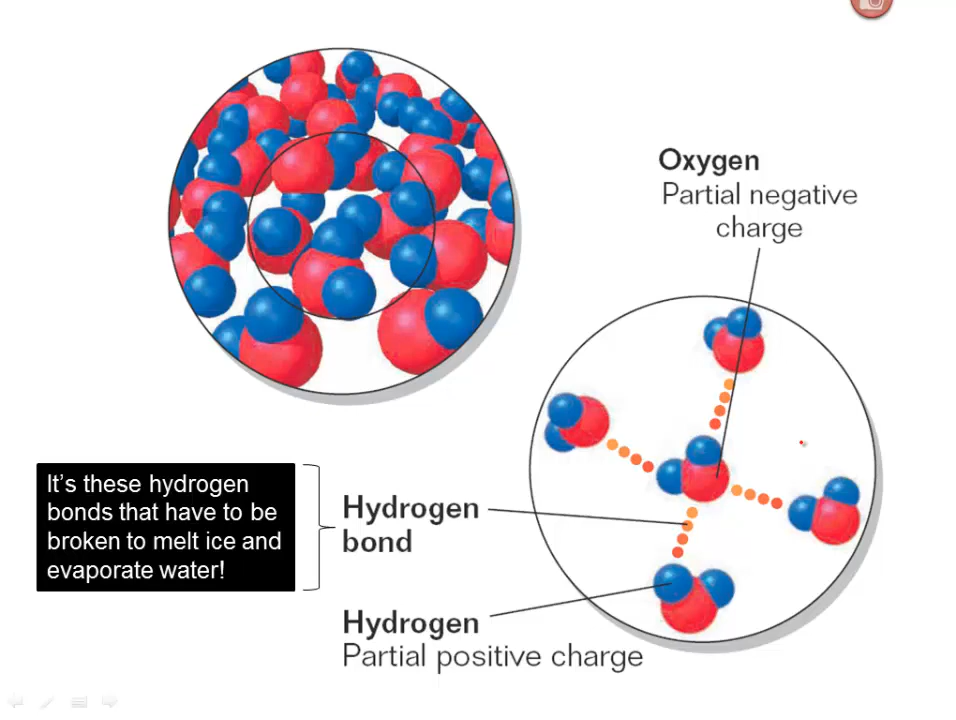 Oxygen
Partial negative
charge
It's these hydrogen
bonds that have to be
broken to melt ice and
evaporate water!
Hydrogen
bond
Hydrogen
Partial positive charge